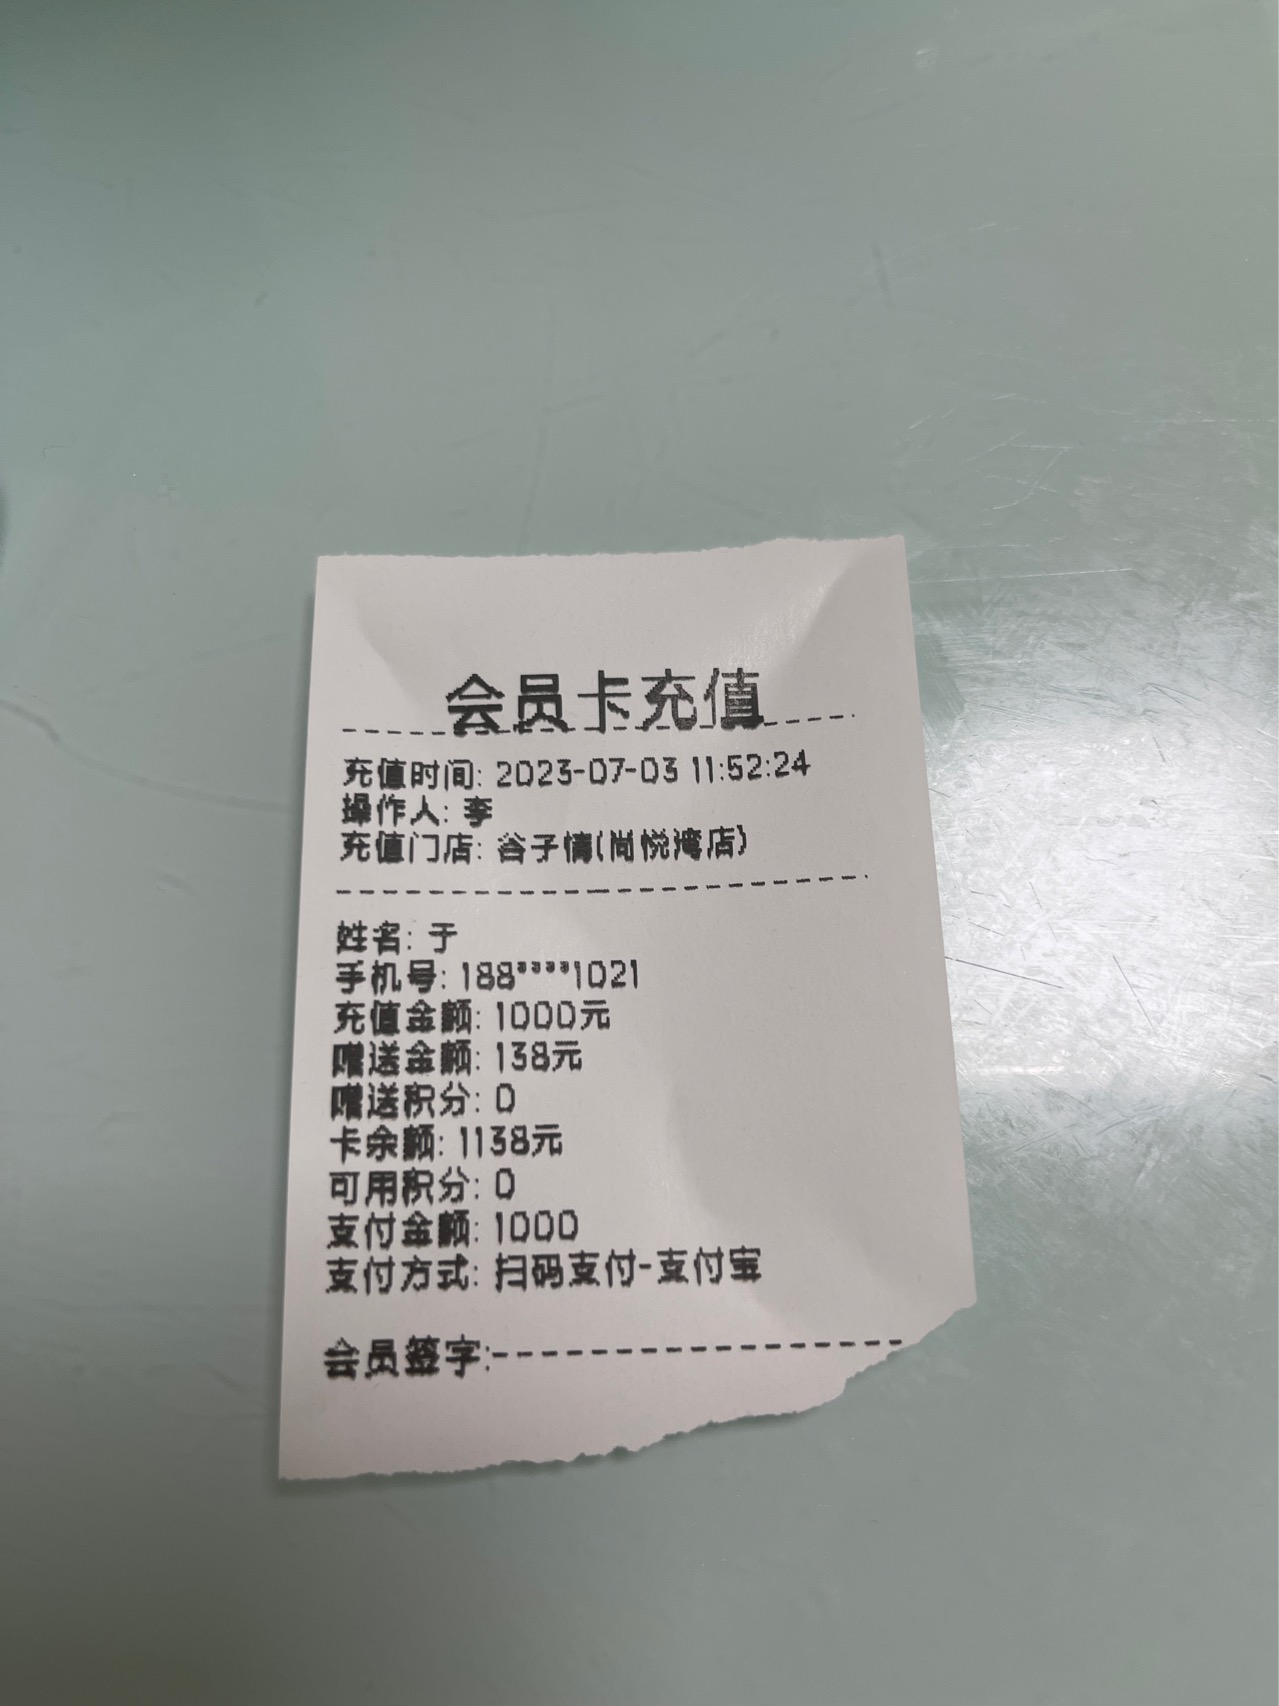 会员卡充值
充值时间: 2023-07-03 11:52:24
操作人: 李
充值门店: 谷子情(尚悦湾店)
姓名: 于
手机号: 188****1021
充值金额: 1000元
赠送金额: 138元
赠送积分: 0
卡余额: 1138元
可用积分: 0
支付金额: 1000
支付方式: 扫码支付-支付宝
会员签字:----------------